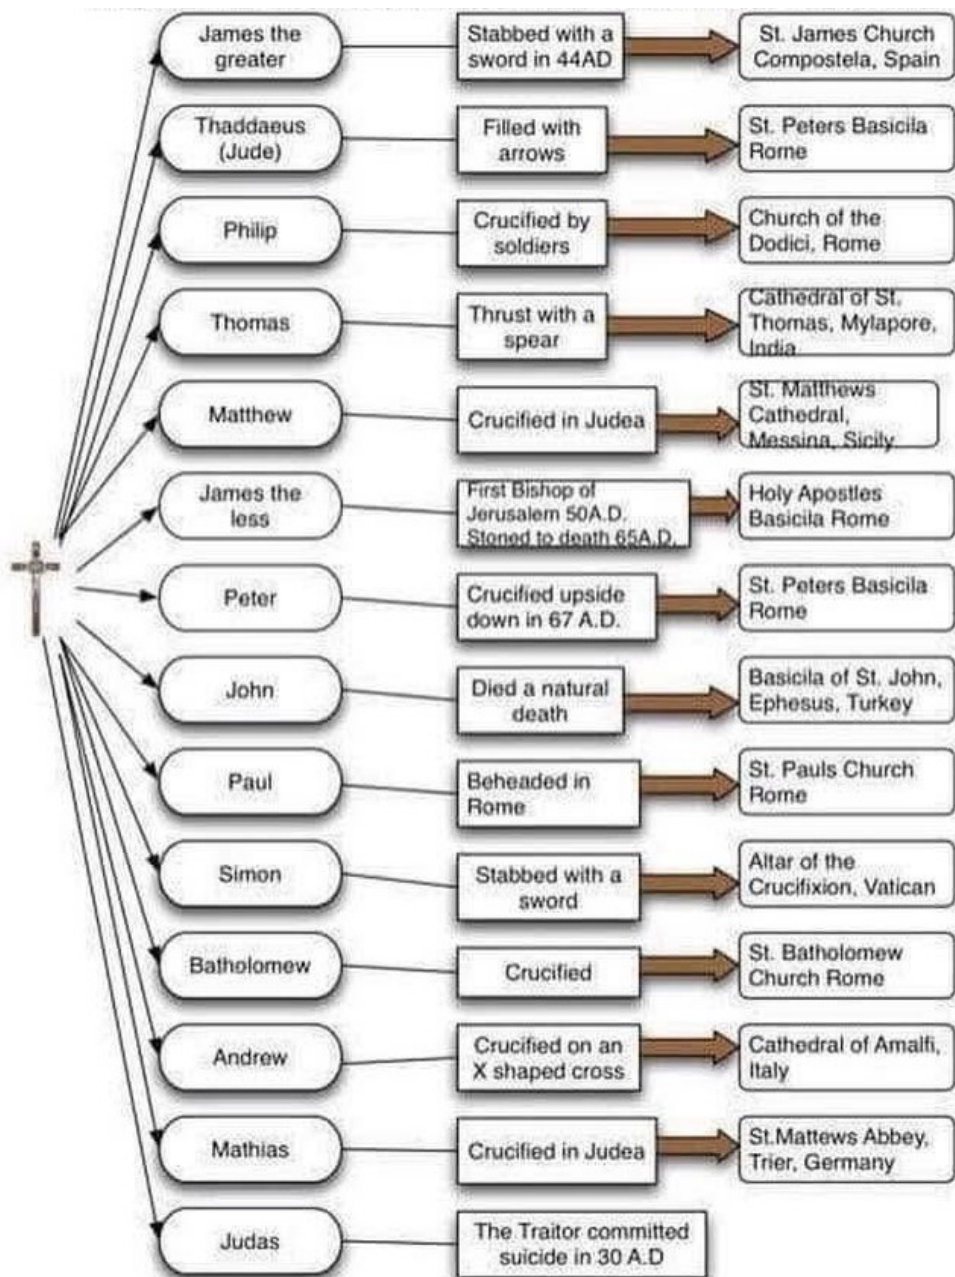 James the
greater
Stabbed with a
sword in 44AD
St. James Church
Compostela, Spain
Thaddaeus
(Jude)
Filled with
arrows
St. Peters Basicila
Rome
Philip
Crucified by
soldiers
Church of the
Dodici, Rome
Thomas
Thrust with a
spear
Cathedral of St.
Thomas, Mylapore,
India
Matthew
Crucified in Judea
St. Matthews
Cathedral,
Messina, Sicily.
James the
less
First Bishop of
Jerusalem 50A.D.
Stoned to death 65A.D.
Holy Apostles
Basicila Rome
Peter
Crucified upside
down in 67 A.D.
St. Peters Basicila
Rome
John
Died a natural
death
Basicila of St. John,
Ephesus, Turkey
Paul
Beheaded in
Rome
St. Pauls Church
Rome
Simon
Stabbed with a
sword
Altar of the
Crucifixion, Vatican
Batholomew
Crucified
St. Batholomew
Church Rome
Andrew
Crucified on an
X shaped cross
Cathedral of Amalfi,
Italy
Mathias
Crucified in Judea
St.Mattews Abbey,
Trier, Germany
Judas
The Traitor committed
suicide in 30 A.D